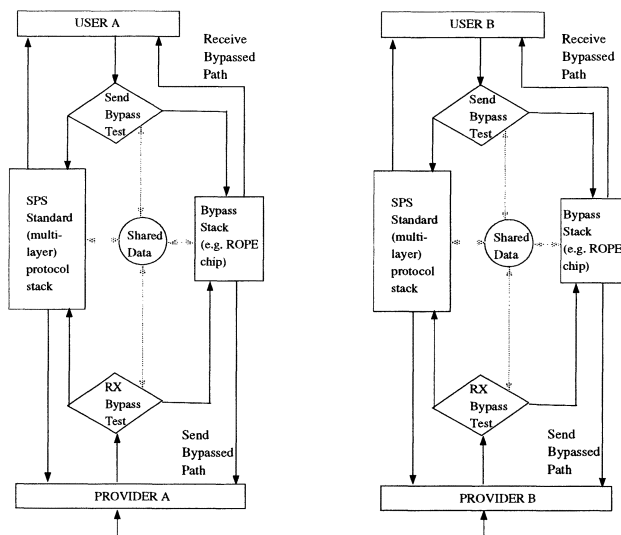 USER A
Receive
Bypassed
Path
Send
Bypass
Test
SPS
Standard
(multi-
layer)
protocol
stack
Shared
Data
Bypass
Stack
(e.g. ROPE
chip)
RX
Bypass
Test
Send
Bypassed
Path
PROVIDER A
USER B
Receive
Bypassed
Path
Send
Bypass
Test
SPS
Standard
(multi-
layer)
protocol
stack
Shared
Data
Bypass
Stack
(e.g. ROPE
chip)
RX
Bypass
Test
Send
Bypassed
Path
PROVIDER B